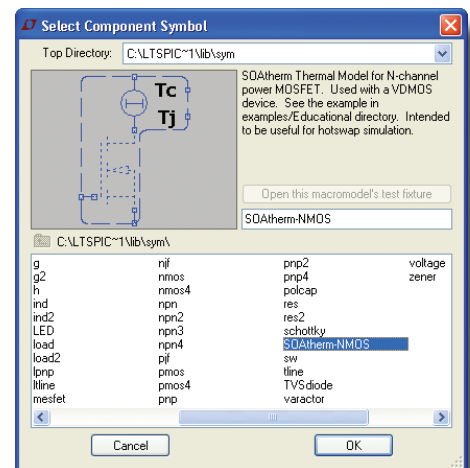 Select Component Symbol
Top Directory: C:\LTSPIC~1\lib\sym
Tc
Tj
SOAtherm Thermal Model for N-channel
power MOSFET. Used with a VDMOS
device. See the example in
examples/Educational directory. Intended
to be useful for hotswap simulation.
Open this macromodel's test fixture
SOAtherm-NMOS
C:\LTSPIC~1\lib\sym\
g njf pnp2 voltage
g2 nmos pnp4 zener
h nmos4 polcap
ind npn res
ind2 npn2 res2
LED npn3 schottky
load npn4 SOAtherm-NMOS
load2 pjf sw
lpnp pmos tline
ltline pmos4 TVSdiode
mesfet pnp varactor
Cancel OK